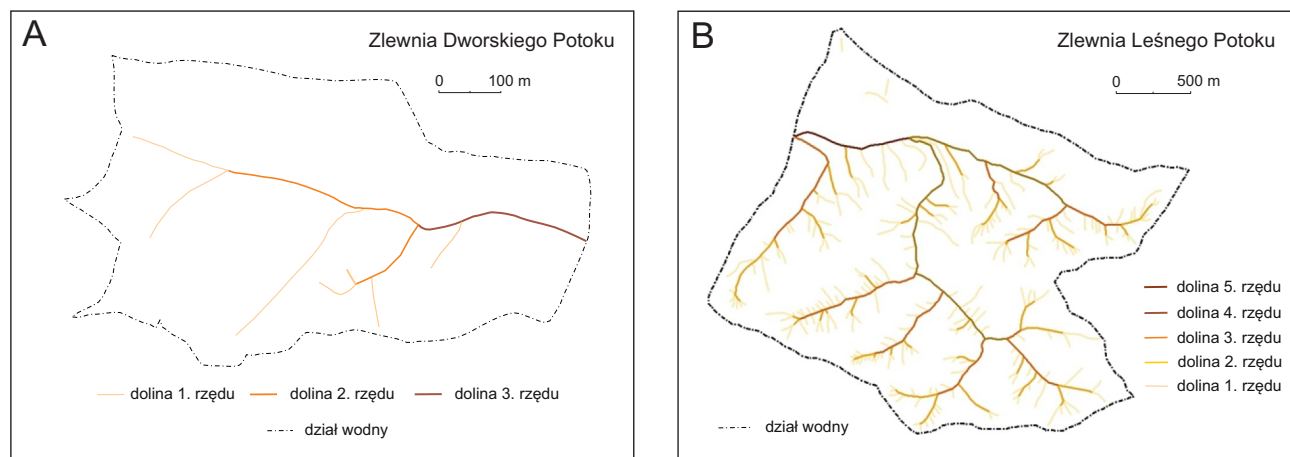 A
Zlewnia Dworskiego Potoku
0 100 m
dolina 1. rzędu dolina 2. rzędu dolina 3. rzędu
dział wodny
B
Zlewnia Leśnego Potoku
0 500 m
dolina 5. rzędu
dolina 4. rzędu
dolina 3. rzędu
dolina 2. rzędu
dolina 1. rzędu
dział wodny